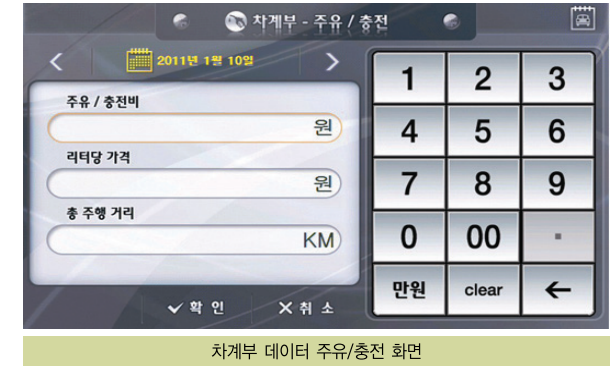 차계부 - 주유 / 충전
2011년 1월 10일
주유 / 충전비
원
리터당 가격
원
총 주행 거리
KM
확 인
취 소
1 2 3
4 5 6
7 8 9
0 00 .
만원 clear ←
차계부 데이터 주유/충전 화면